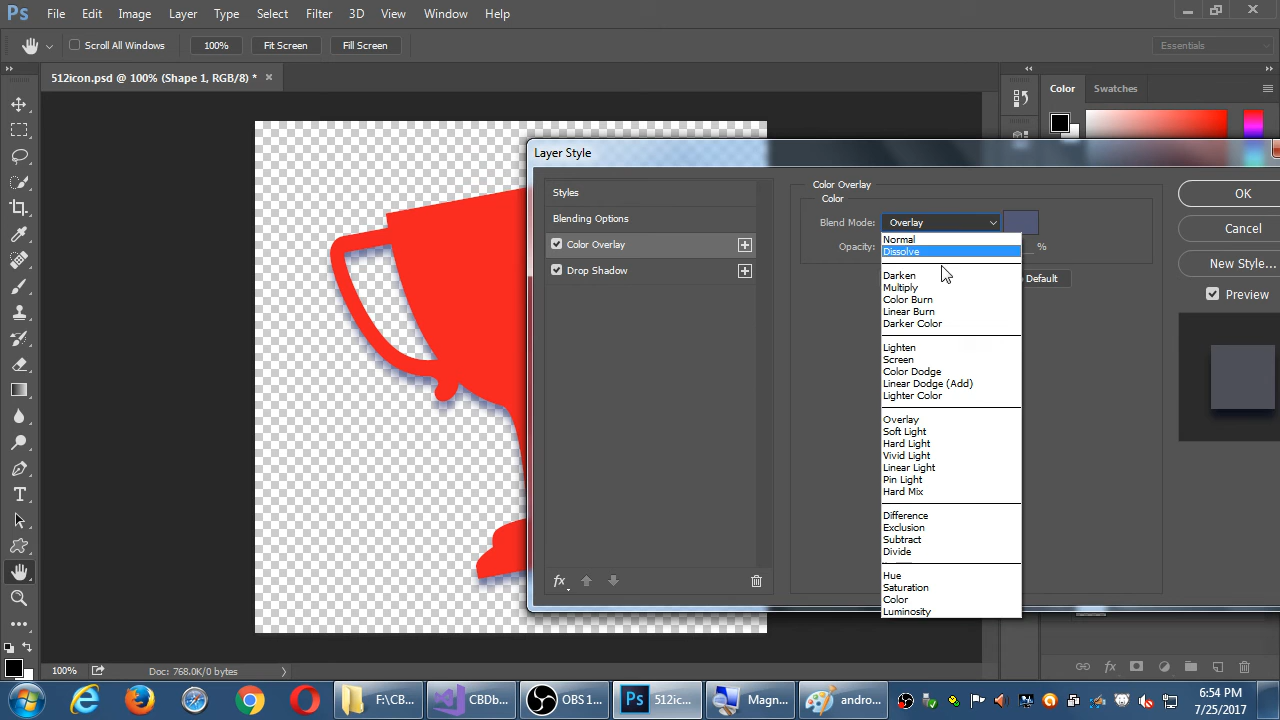 Ps File Edit Image Layer Type Select Filter 3D View Window Help
Scroll All Windows 100% Fit Screen Fill Screen Essentials
512icon.psd @ 100% (Shape 1, RGB/8) * ×
Color Swatches
Layer Style
Styles
Blending Options
Color Overlay
Drop Shadow
fx
Color Overlay
Color
Blend Mode: Overlay
Opacity: %
Default
Normal
Dissolve
Darken
Multiply
Color Burn
Linear Burn
Darker Color
Lighten
Screen
Color Dodge
Linear Dodge (Add)
Lighter Color
Overlay
Soft Light
Hard Light
Vivid Light
Linear Light
Pin Light
Hard Mix
Difference
Exclusion
Subtract
Divide
Hue
Saturation
Color
Luminosity
OK
Cancel
New Style...
Preview
fx
100% Doc: 768.0K/0 bytes
F:\CB... CBDb... OBS 1... Ps 512ic... Magn... andro...
6:54 PM
7/25/2017